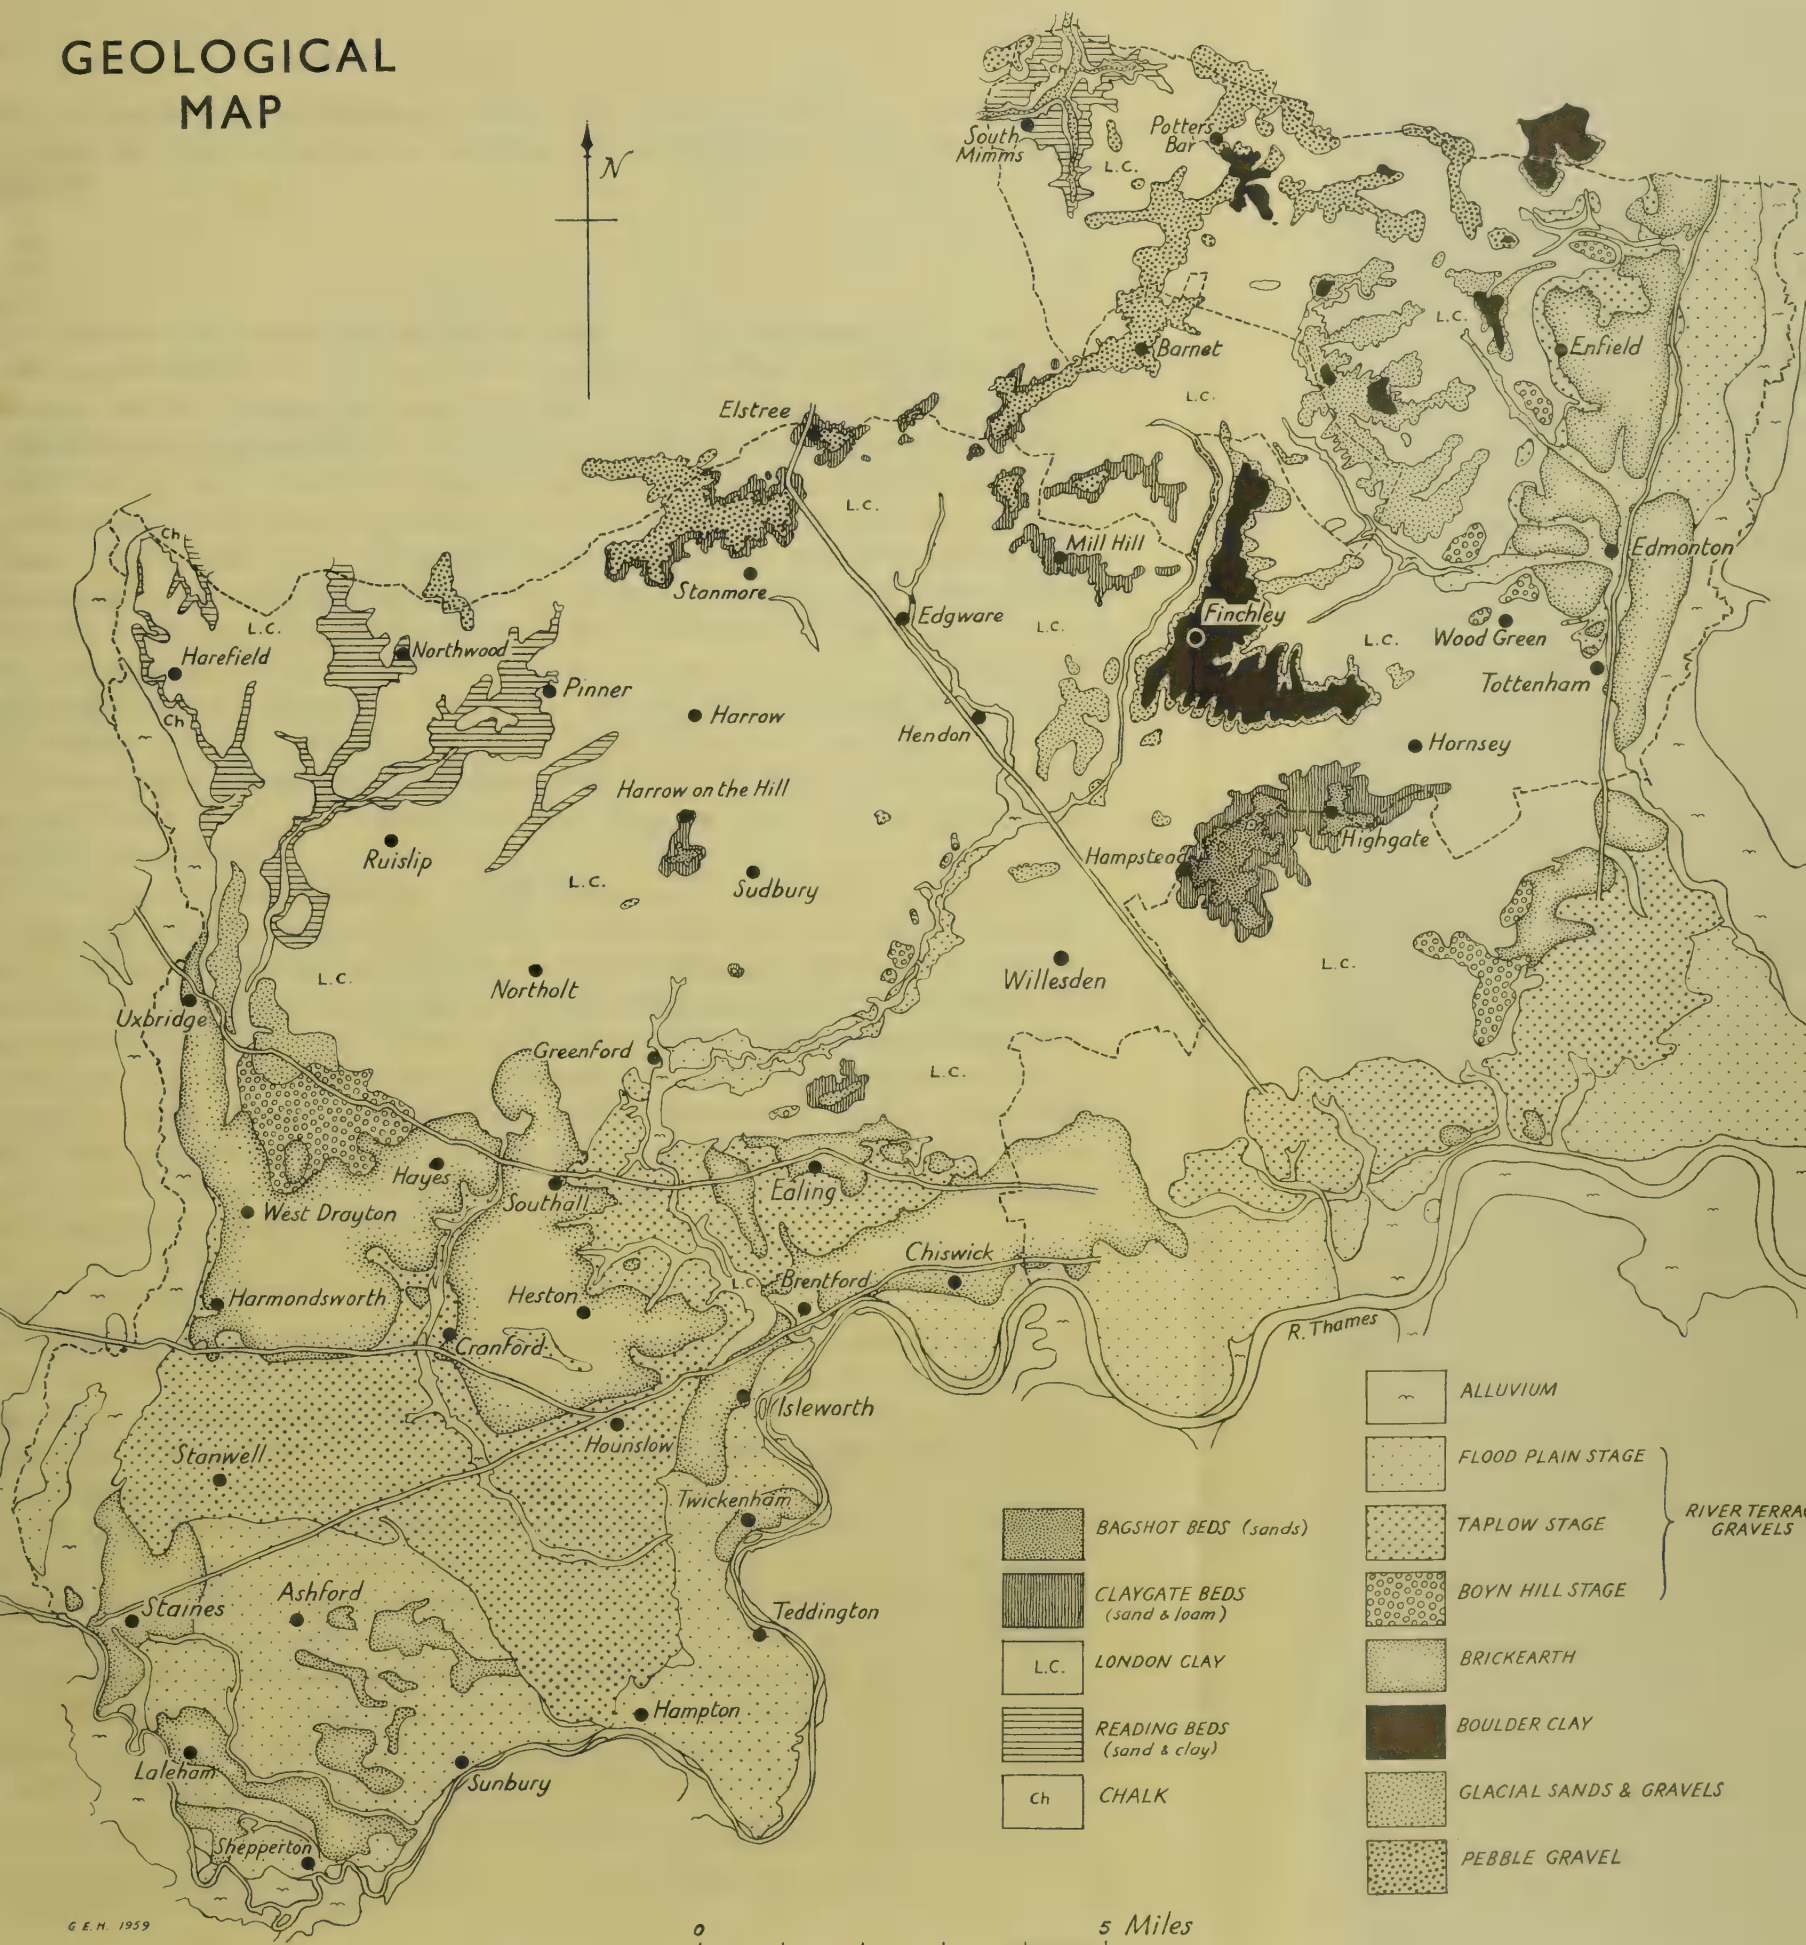 GEOLOGICAL
MAP
N
South
Mimms
Ch
L.C.
Potters
Bar
Barnet
L.C.
L.C.
Enfield
Elstree
L.C.
Stanmore
Edgware
Mill Hill
L.C.
Finchley
L.C.
Edmonton
Wood Green
Tottenham
Ch
L.C.
Harefield
Ch
Northwood
Pinner
Harrow
Hendon
Hornsey
Harrow on the Hill
Highgate
Hampstead
Ruislip
L.C.
Sudbury
L.C.
Northolt
Willesden
L.C.
Uxbridge
Greenford
L.C.
Hayes
Southall
Ealing
West Drayton
Chiswick
L.C.
Brentford
Harmondsworth
Heston
Cranford
R. Thames
Isleworth
Hounslow
Stanwell
Twickenham
Ashford
Staines
Teddington
Hampton
Laleham
Sunbury
Shepperton
BAGSHOT BEDS (sands)
CLAYGATE BEDS
(sand & loam)
L.C.
LONDON CLAY
READING BEDS
(sand & clay)
Ch
CHALK
ALLUVIUM
FLOOD PLAIN STAGE
TAPLOW STAGE
BOYN HILL STAGE
RIVER TERRAC
GRAVELS
BRICKEARTH
BOULDER CLAY
GLACIAL SANDS & GRAVELS
PEBBLE GRAVEL
G.E.H. 1959
0
5 Miles